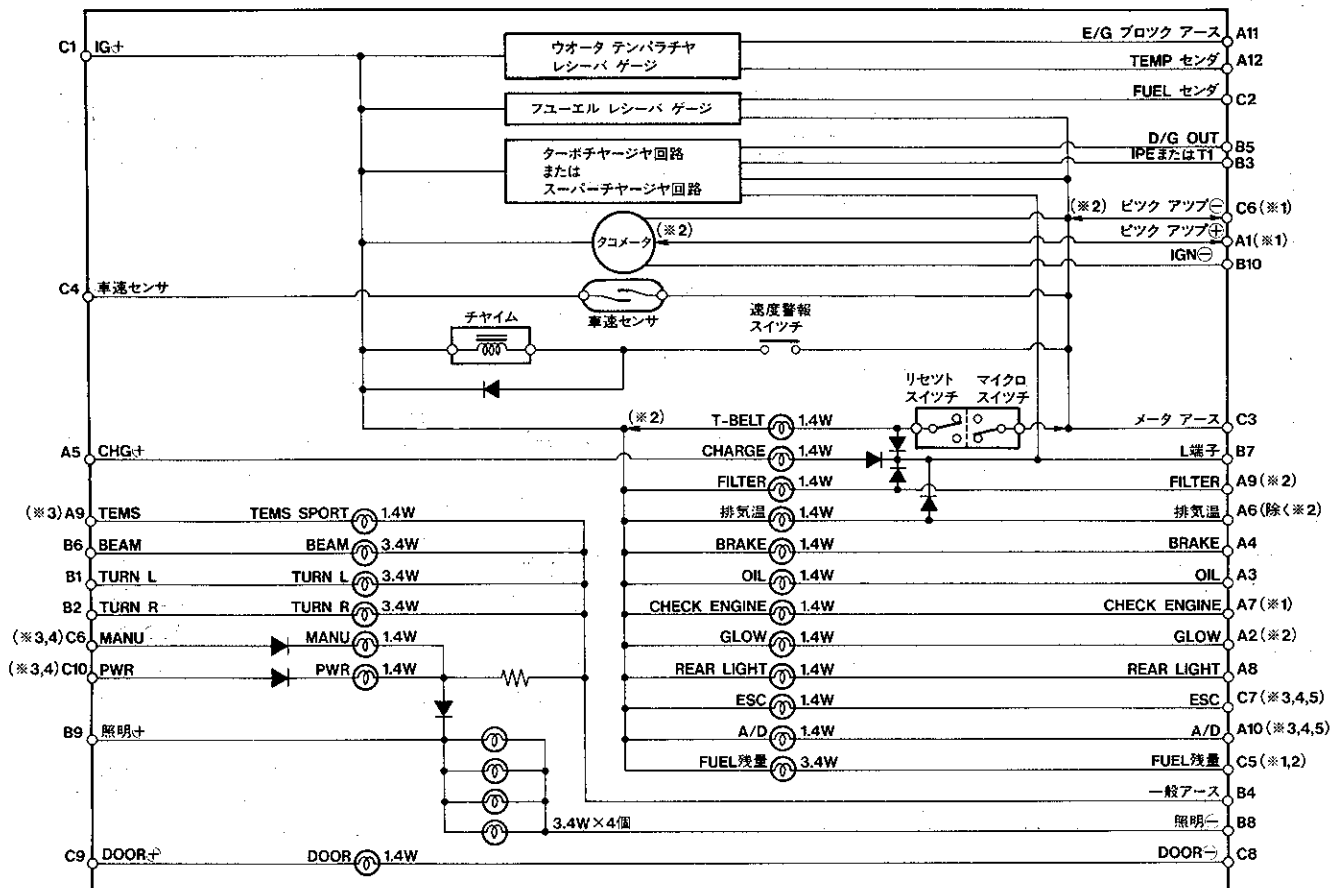 C1 IG⊕
ウオータ テンパラチヤ
レシーバ ゲージ
E/G ブロツク アース A11
TEMP センダ A12
フユーエル レシーバ ゲージ
FUEL センダ C2
ターボチヤージヤ回路
または
スーパーチヤージヤ回路
D/G OUT B5
IPEまたはT1 B3
(※2) ピツク アツプ⊖ C6(※1)
タコメータ (※2)
ピツク アツプ⊕ A1(※1)
IGN⊖ B10
C4 車速センサ
車速センサ
チヤイム
速度警報
スイツチ
リセツト
スイツチ
マイクロ
スイツチ
(※2) T-BELT 1.4W
メータ アース C3
A5 CHG⊕
CHARGE 1.4W
L端子 B7
FILTER 1.4W
FILTER A9(※2)
(※3)A9 TEMS
TEMS SPORT 1.4W
排気温 1.4W
排気温 A6(除く※2)
B6 BEAM
BEAM 3.4W
BRAKE 1.4W
BRAKE A4
B1 TURN L
TURN L 3.4W
OIL 1.4W
OIL A3
B2 TURN R
TURN R 3.4W
CHECK ENGINE 1.4W
CHECK ENGINE A7(※1)
(※3,4)C6 MANU
MANU 1.4W
GLOW 1.4W
GLOW A2(※2)
(※3,4)C10 PWR
PWR 1.4W
REAR LIGHT 1.4W
REAR LIGHT A8
ESC 1.4W
ESC C7(※3,4,5)
B9 照明⊕
A/D 1.4W
A/D A10(※3,4,5)
FUEL残量 3.4W
FUEL残量 C5(※1,2)
一般アース B4
3.4W×4個
照明⊖ B8
C9 DOOR⊕
DOOR 1.4W
DOOR⊖ C8